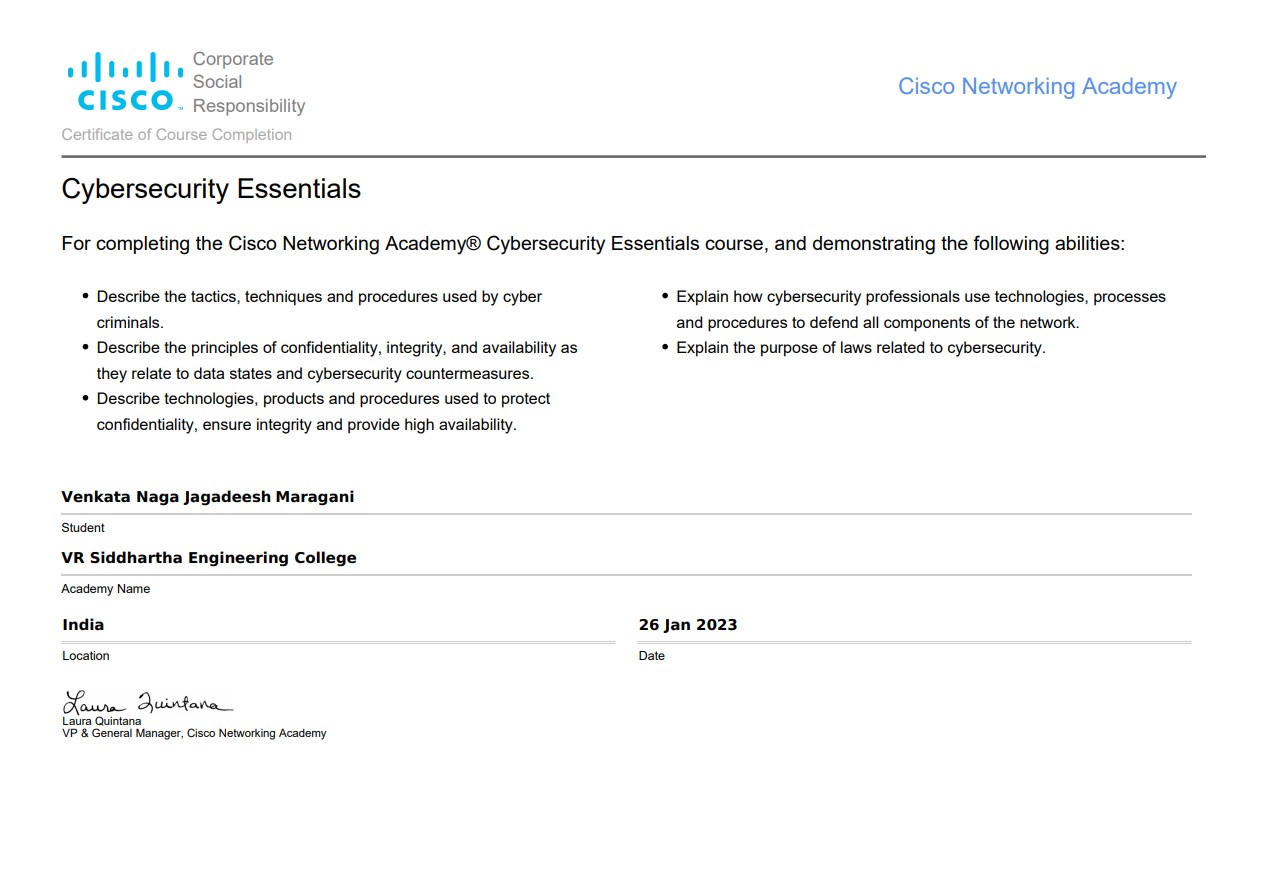 Corporate
Social
Responsibility
CISCO™
Cisco Networking Academy
Certificate of Course Completion
Cybersecurity Essentials
For completing the Cisco Networking Academy® Cybersecurity Essentials course, and demonstrating the following abilities:
• Describe the tactics, techniques and procedures used by cyber
criminals.
• Describe the principles of confidentiality, integrity, and availability as
they relate to data states and cybersecurity countermeasures.
• Describe technologies, products and procedures used to protect
confidentiality, ensure integrity and provide high availability.
• Explain how cybersecurity professionals use technologies, processes
and procedures to defend all components of the network.
• Explain the purpose of laws related to cybersecurity.
Venkata Naga Jagadeesh Maragani
Student
VR Siddhartha Engineering College
Academy Name
India
Location
26 Jan 2023
Date
Laura Quintana
Laura Quintana
VP & General Manager, Cisco Networking Academy